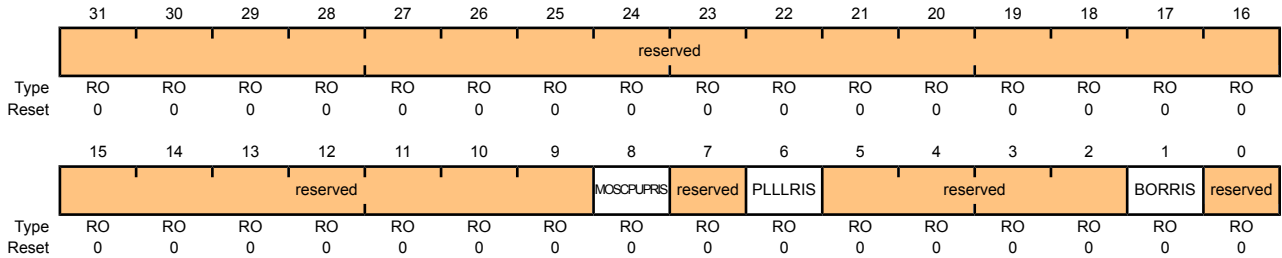 31 30 29 28 27 26 25 24 23 22 21 20 19 18 17 16
reserved
Type RO RO RO RO RO RO RO RO RO RO RO RO RO RO RO RO
Reset 0 0 0 0 0 0 0 0 0 0 0 0 0 0 0 0
15 14 13 12 11 10 9 8 7 6 5 4 3 2 1 0
reserved MOSCPUPRIS reserved PLLLRIS reserved BORRIS reserved
Type RO RO RO RO RO RO RO RO RO RO RO RO RO RO RO RO
Reset 0 0 0 0 0 0 0 0 0 0 0 0 0 0 0 0